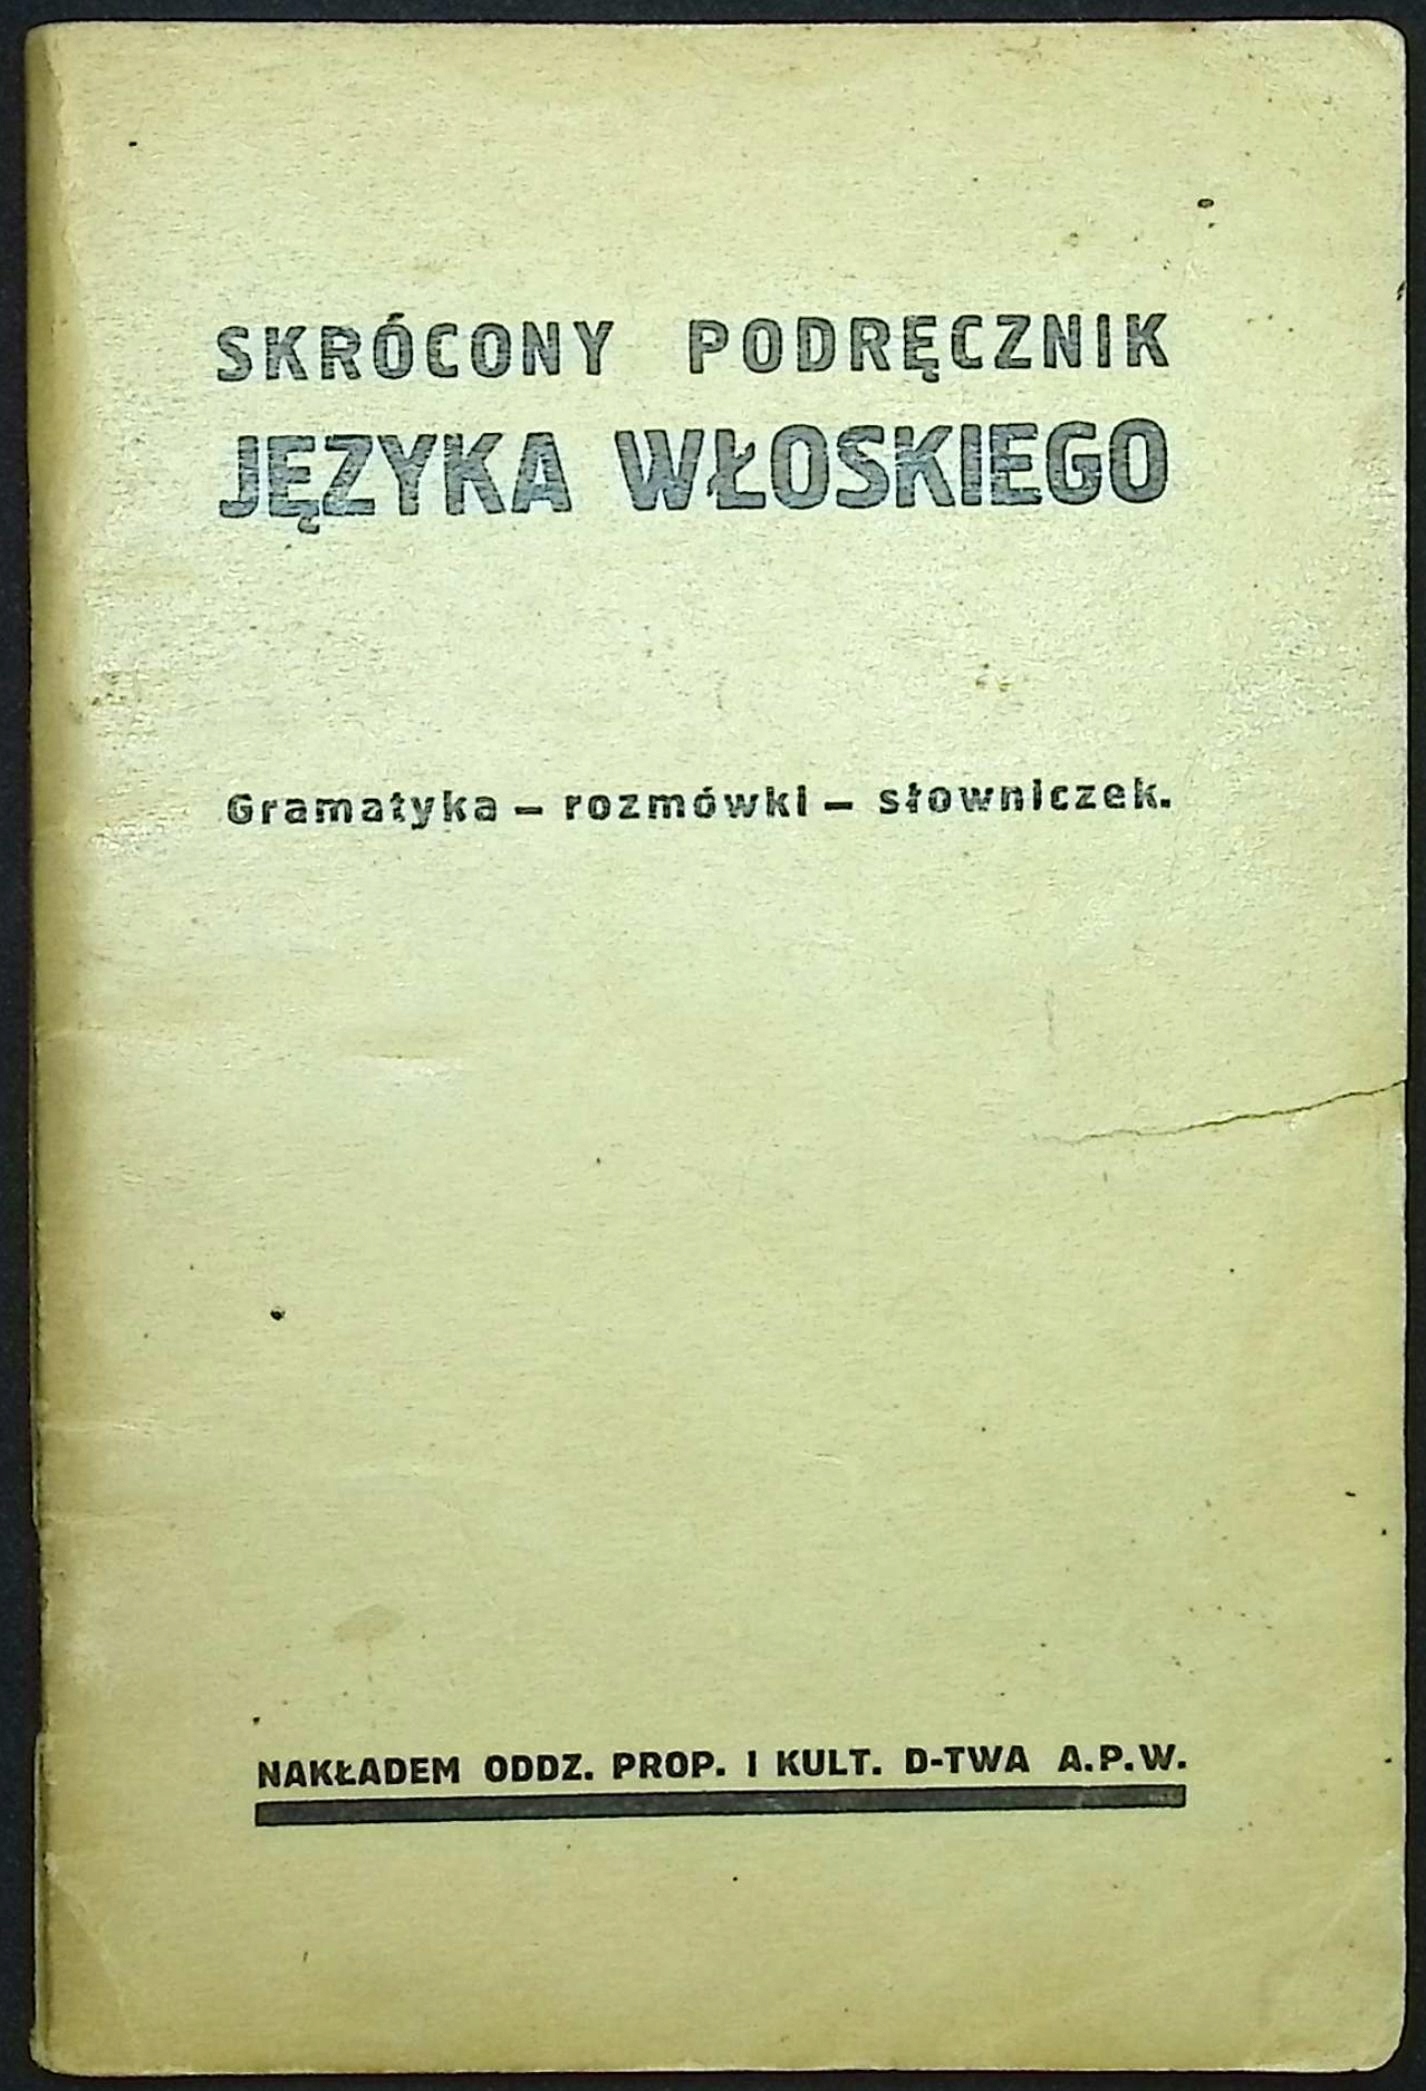 SKRÓCONY PODRĘCZNIK
JĘZYKA WŁOSKIEGO
Gramatyka – rozmówki – słowniczek.
NAKŁADEM ODDZ. PROP. I KULT. D-TWA A.P.W.